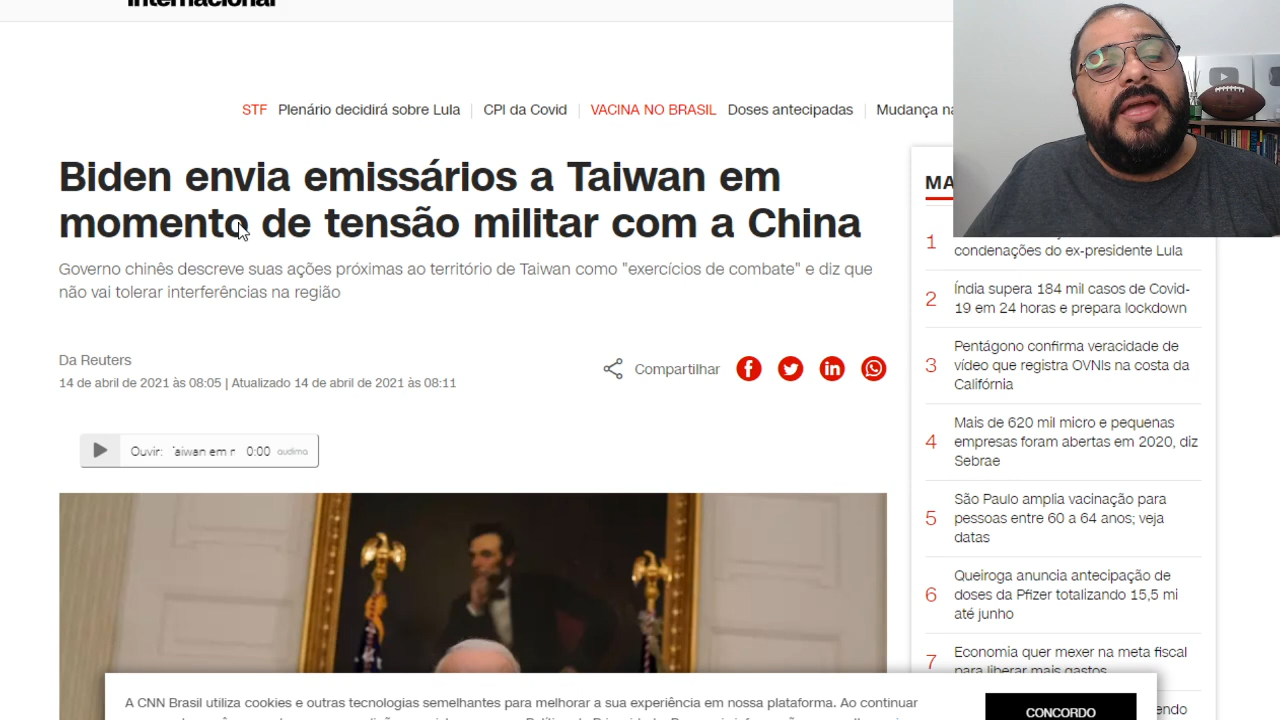 Internacional
STF Plenário decidirá sobre Lula CPI da Covid VACINA NO BRASIL Doses antecipadas Mudança na
Biden envia emissários a Taiwan em
momento de tensão militar com a China
Governo chinês descreve suas ações próximas ao território de Taiwan como "exercícios de combate" e diz que
não vai tolerar interferências na região
Da Reuters
14 de abril de 2021 às 08:05 | Atualizado 14 de abril de 2021 às 08:11
Compartilhar
Ouvir: Taiwan em 0:00 audima
MA
1
condenações do ex-presidente Lula
2 Índia supera 184 mil casos de Covid-
19 em 24 horas e prepara lockdown
3 Pentágono confirma veracidade de
vídeo que registra OVNIs na costa da
Califórnia
4 Mais de 620 mil micro e pequenas
empresas foram abertas em 2020, diz
Sebrae
5 São Paulo amplia vacinação para
pessoas entre 60 a 64 anos; veja
datas
6 Queiroga anuncia antecipação de
doses da Pfizer totalizando 15,5 mi
até junho
7 Economia quer mexer na meta fiscal
para liberar mais gastos
A CNN Brasil utiliza cookies e outras tecnologias semelhantes para melhorar a sua experiência em nossa plataforma. Ao continuar
CONCORDO